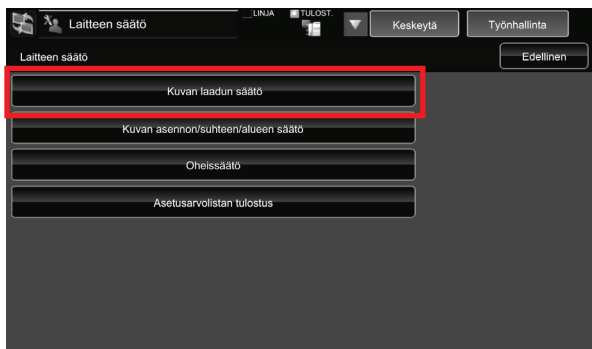 Laitteen säätö
LINJA
TULOST.
Keskeytä
Työnhallinta
Laitteen säätö
Edellinen
Kuvan laadun säätö
Kuvan asennon/suhteen/alueen säätö
Oheissäätö
Asetusarvolistan tulostus